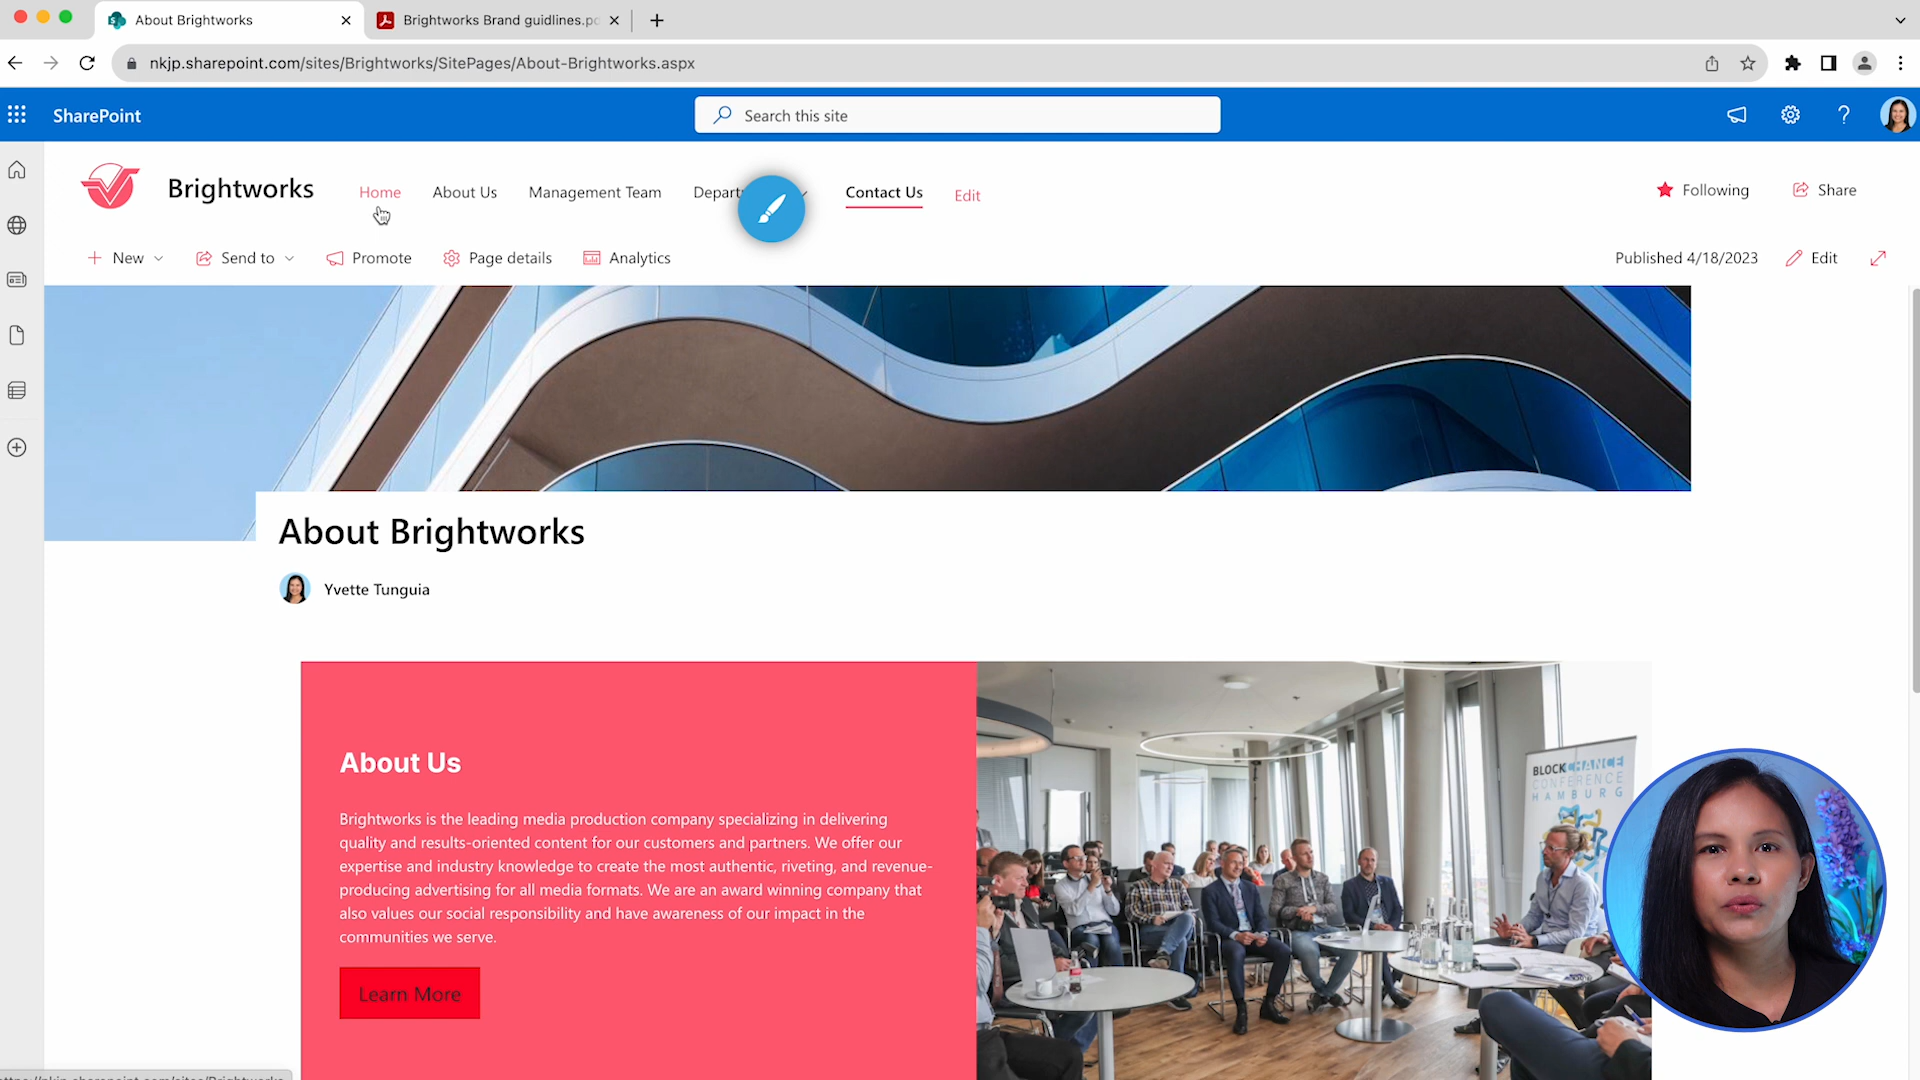 About Brightworks
Brightworks Brand guidlines.pd
nkjp.sharepoint.com/sites/Brightworks/SitePages/About-Brightworks.aspx
SharePoint
Search this site
Brightworks
Home
About Us
Management Team
Depart
Contact Us
Edit
Following
Share
New
Send to
Promote
Page details
Analytics
Published 4/18/2023
Edit
About Brightworks
Yvette Tunguia
About Us
Brightworks is the leading media production company specializing in delivering
quality and results-oriented content for our customers and partners. We offer our
expertise and industry knowledge to create the most authentic, riveting, and revenue-
producing advertising for all media formats. We are an award winning company that
also values our social responsibility and have awareness of our impact in the
communities we serve.
Learn More
BLOCKCHANCE
CONFERENCE
HAMBURG